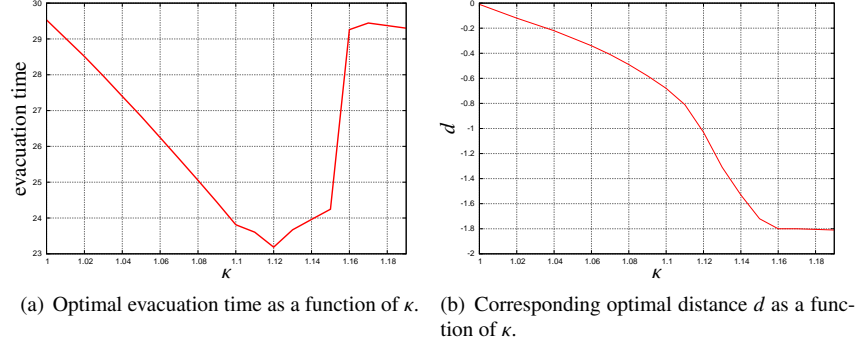 30
29
28
27
26
25
24
23
evacuation time
1 1.02 1.04 1.06 1.08 1.1 1.12 1.14 1.16 1.18
κ
(a) Optimal evacuation time as a function of κ.
0
-0.2
-0.4
-0.6
-0.8
-1
-1.2
-1.4
-1.6
-1.8
-2
d
1 1.02 1.04 1.06 1.08 1.1 1.12 1.14 1.16 1.18
κ
(b) Corresponding optimal distance d as a func-
tion of κ.